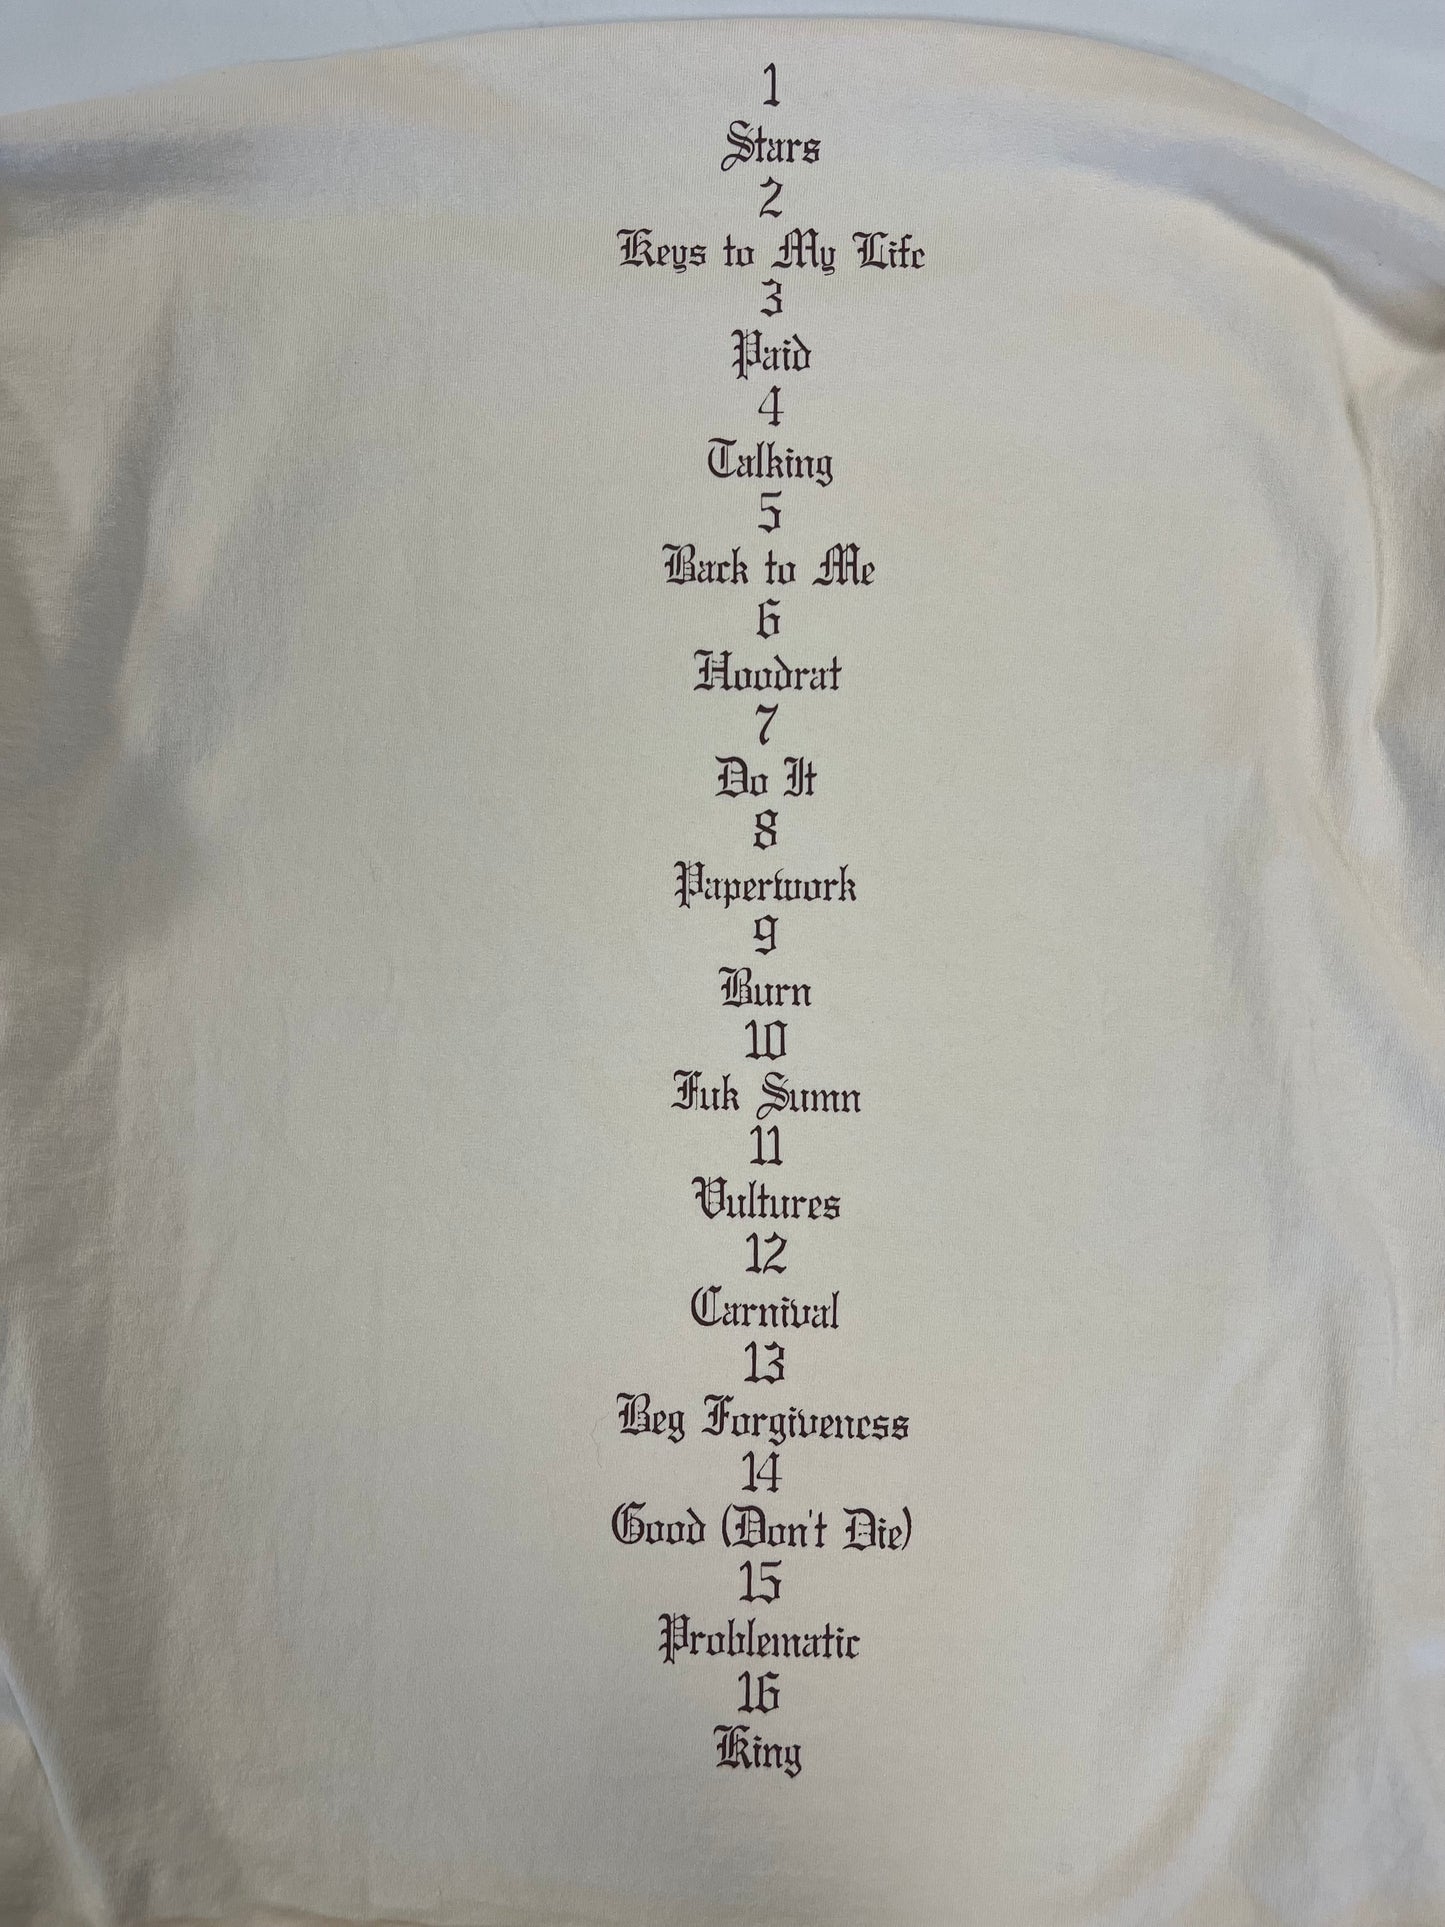 1
Stars
2
Keys to My Life
3
Paid
4
Talking
5
Back to Me
6
Hoodrat
7
Do It
8
Paperwork
9
Burn
10
Fuk Sumn
11
Vultures
12
Carnival
13
Beg Forgiveness
14
Good (Don't Die)
15
Problematic
16
King